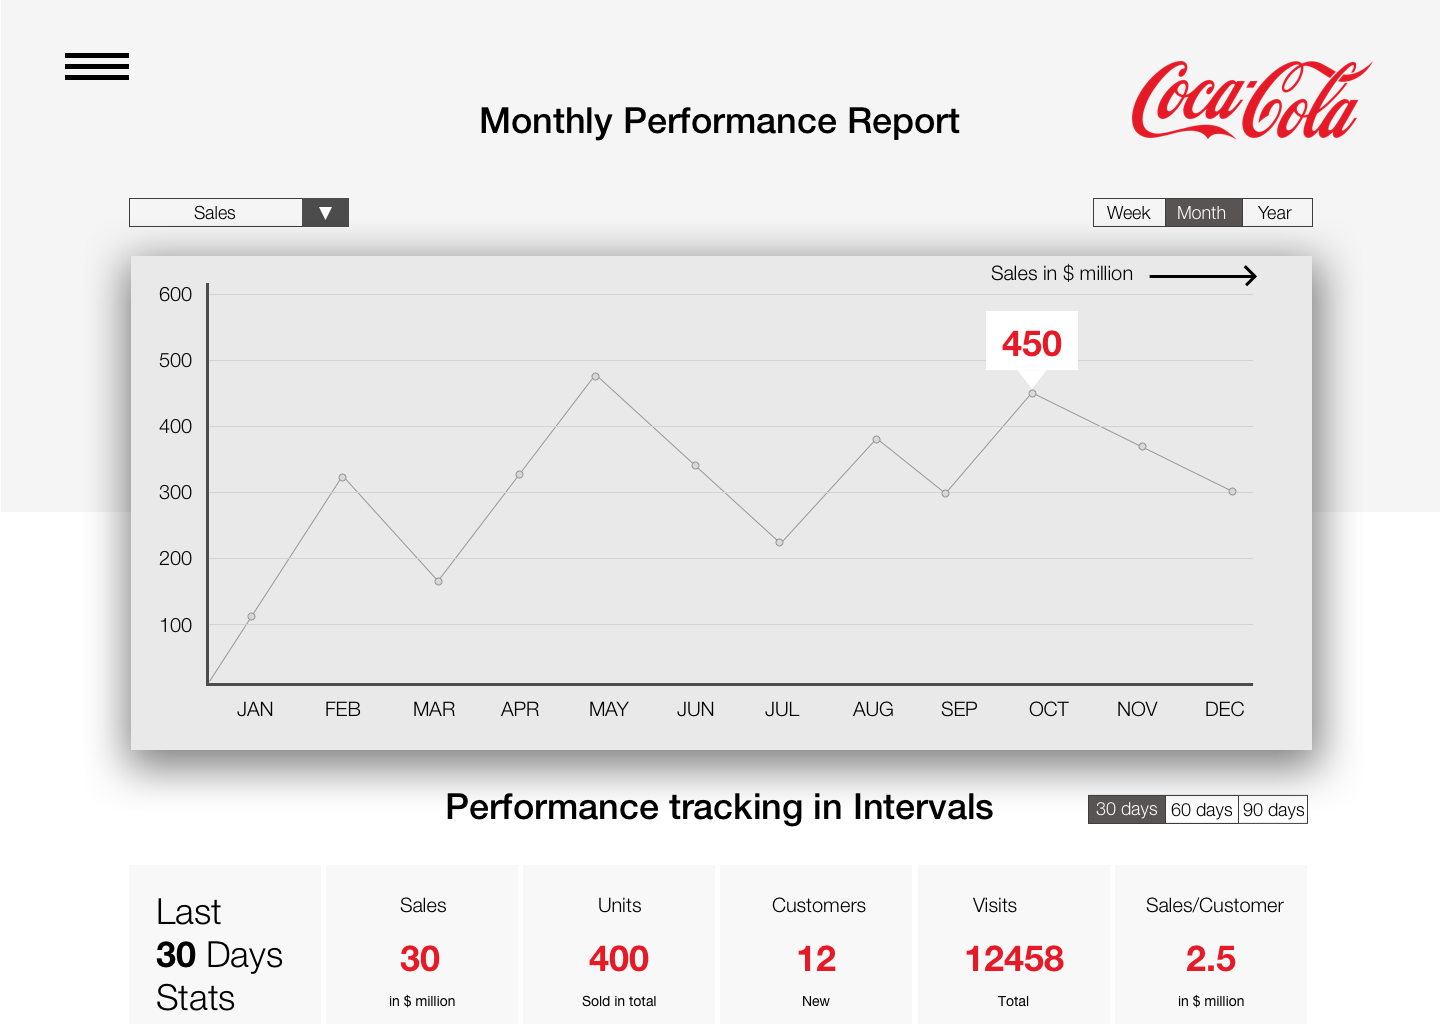 Coca-Cola
Monthly Performance Report
Sales ▼
Week Month Year
Sales in $ million
600
500
450
400
300
200
100
JAN FEB MAR APR MAY JUN JUL AUG SEP OCT NOV DEC
Performance tracking in Intervals
30 days 60 days 90 days
Last
30 Days
Stats
Sales
30
in $ million
Units
400
Sold in total
Customers
12
New
Visits
12458
Total
Sales/Customer
2.5
in $ million